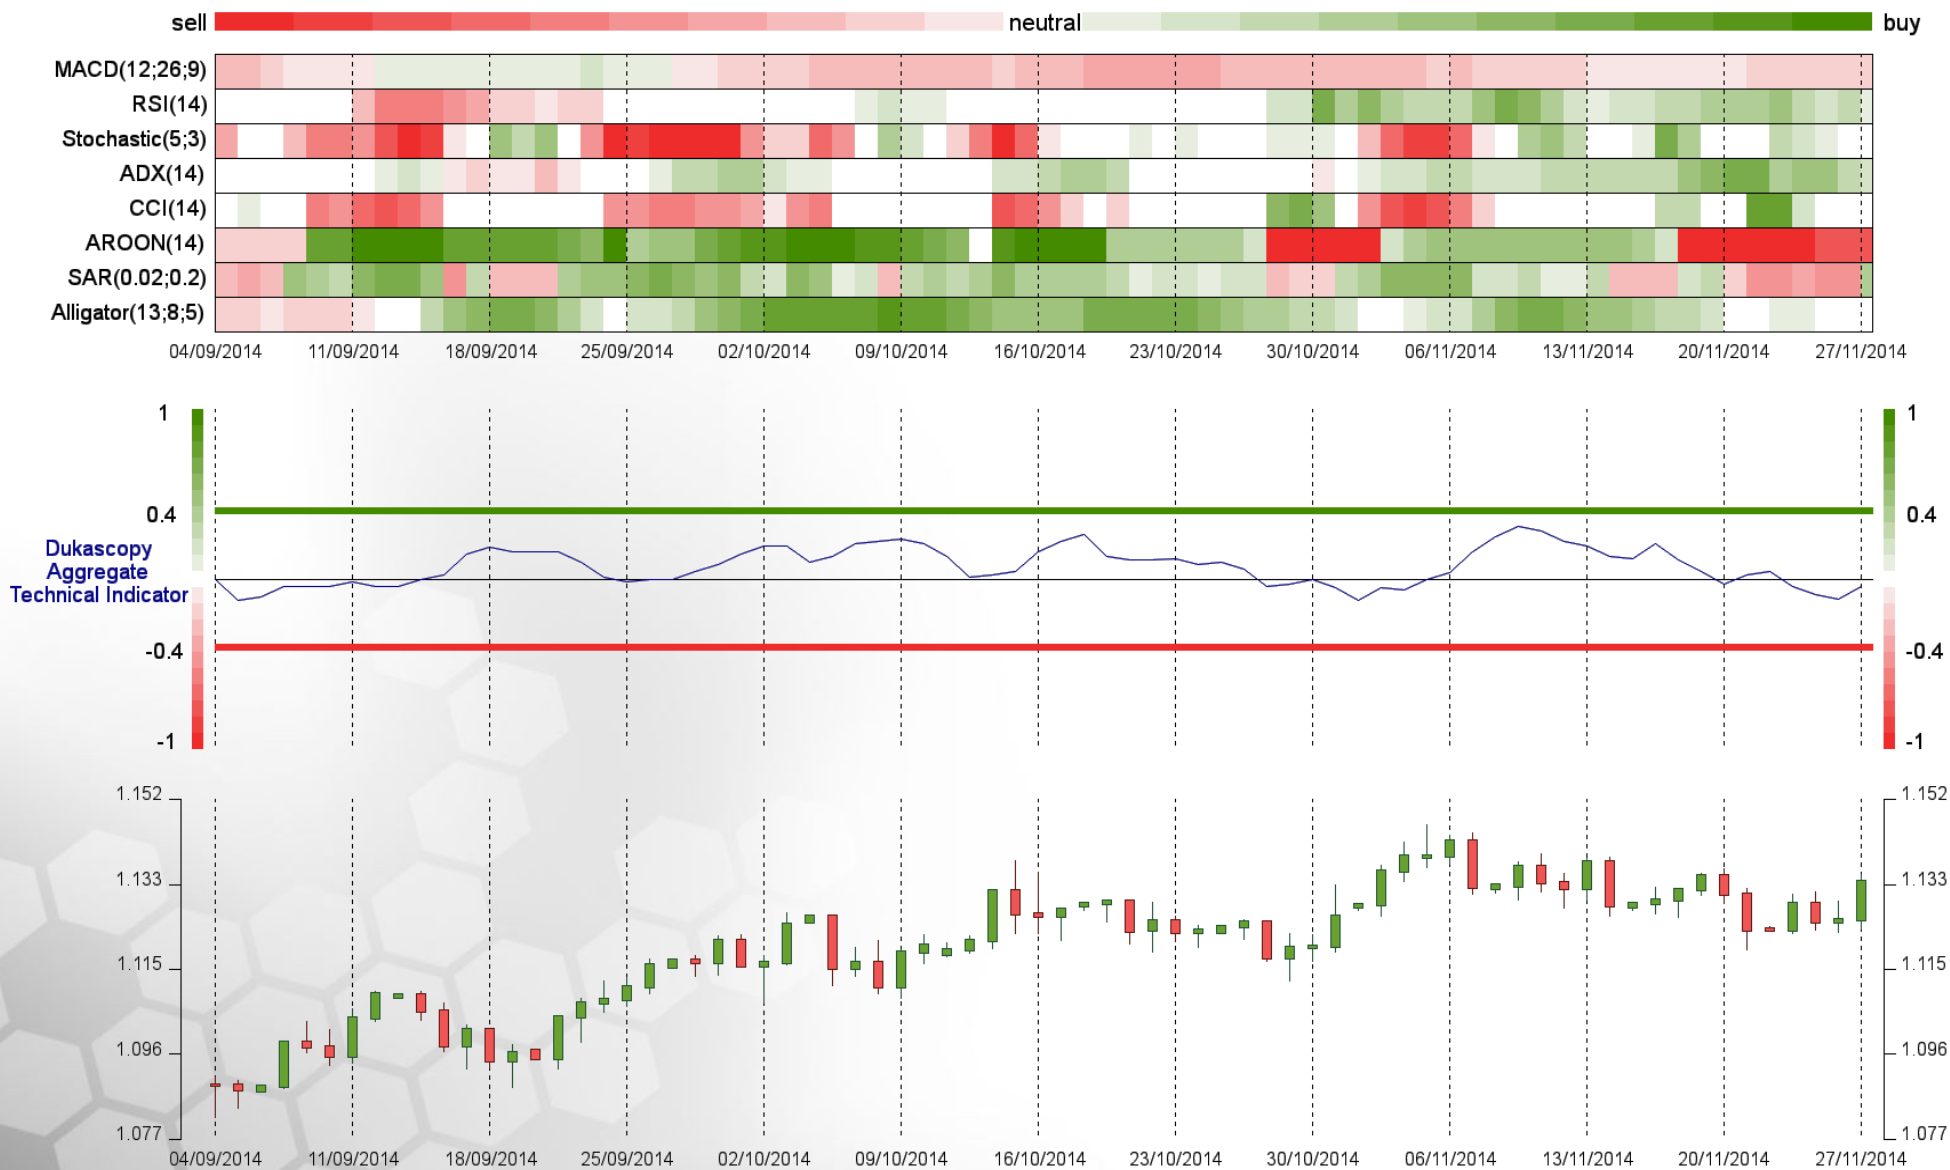 sell neutral buy
MACD(12;26;9)
RSI(14)
Stochastic(5;3)
ADX(14)
CCI(14)
AROON(14)
SAR(0.02;0.2)
Alligator(13;8;5)
04/09/2014 11/09/2014 18/09/2014 25/09/2014 02/10/2014 09/10/2014 16/10/2014 23/10/2014 30/10/2014 06/11/2014 13/11/2014 20/11/2014 27/11/2014
1 1
0.4 0.4
Dukascopy
Aggregate
Technical Indicator
-0.4 -0.4
-1 -1
1.152 1.152
1.133 1.133
1.115 1.115
1.096 1.096
1.077 1.077
04/09/2014 11/09/2014 18/09/2014 25/09/2014 02/10/2014 09/10/2014 16/10/2014 23/10/2014 30/10/2014 06/11/2014 13/11/2014 20/11/2014 27/11/2014